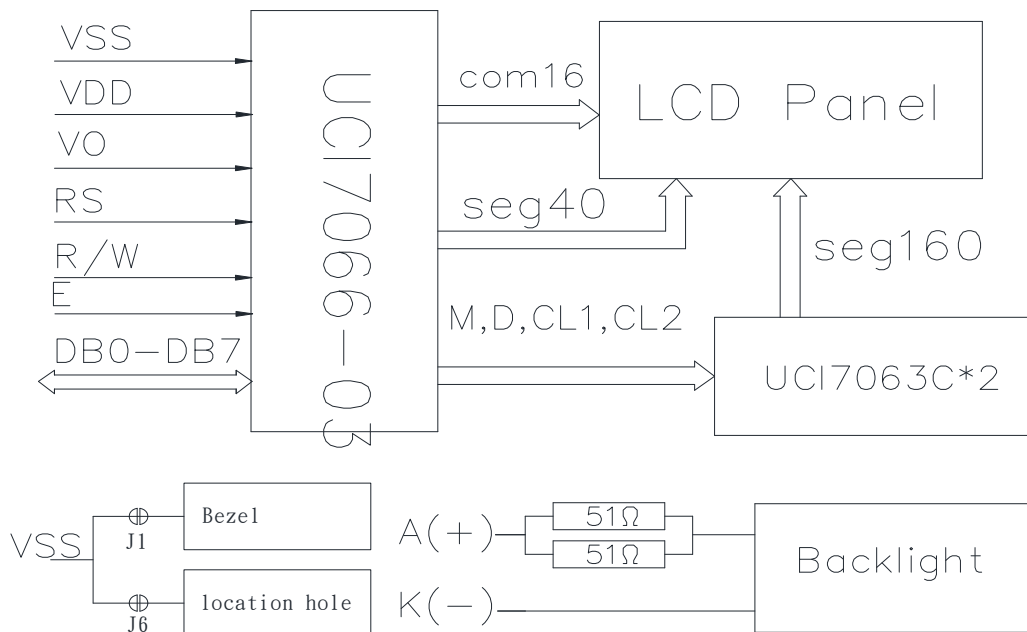 VSS
VDD
VO
RS
R/W
E
DB0-DB7
UCI7066-03
com16
seg40
M,D,CL1,CL2
LCD Panel
seg160
UCI7063C*2
VSS
J1
Bezel
J6
location hole
A(+)
51Ω
51Ω
K(-)
Backlight